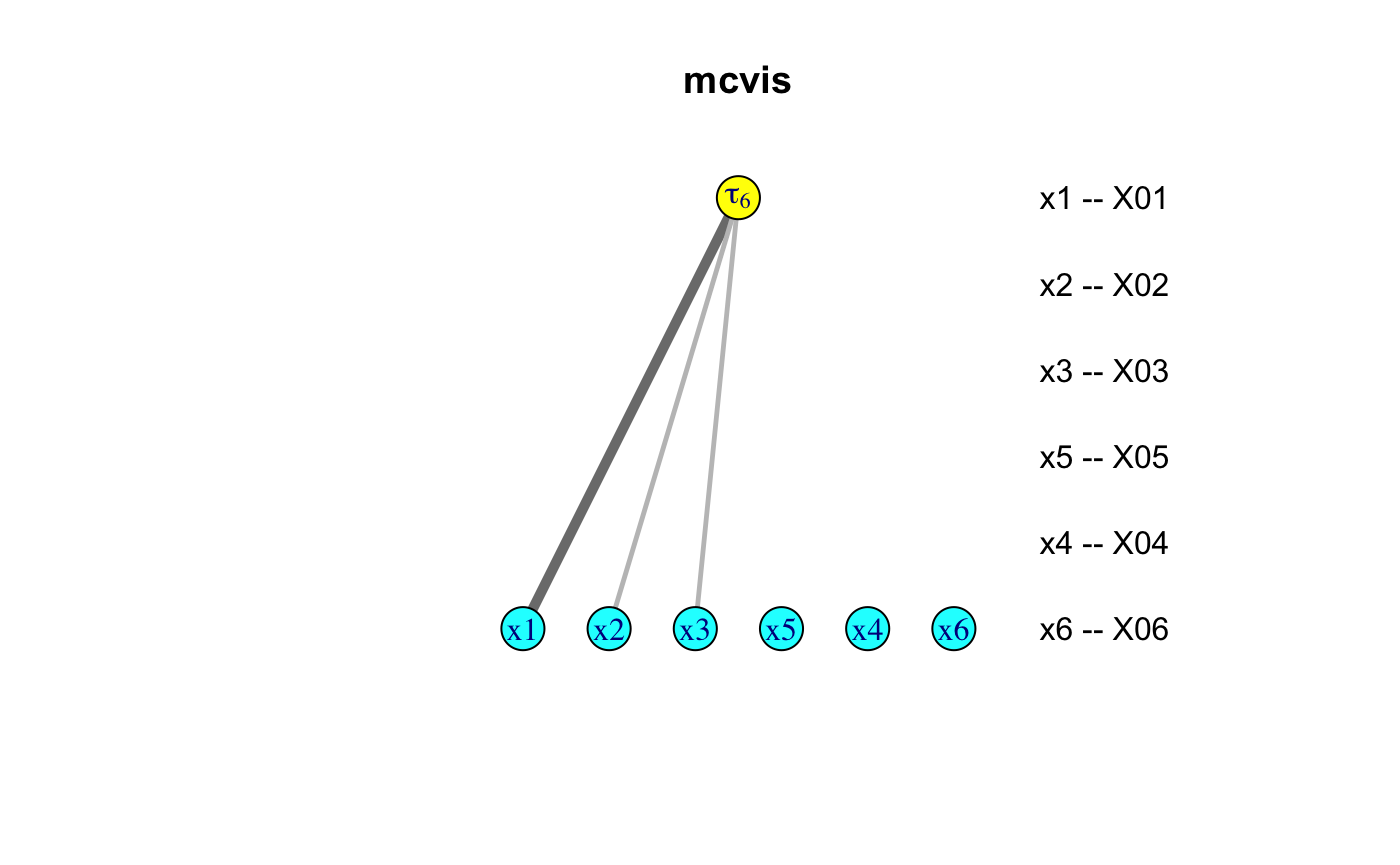 mcvis
τ6 x1 -- X01
x2 -- X02
x3 -- X03
x5 -- X05
x4 -- X04
x1 x2 x3 x5 x4 x6 x6 -- X06